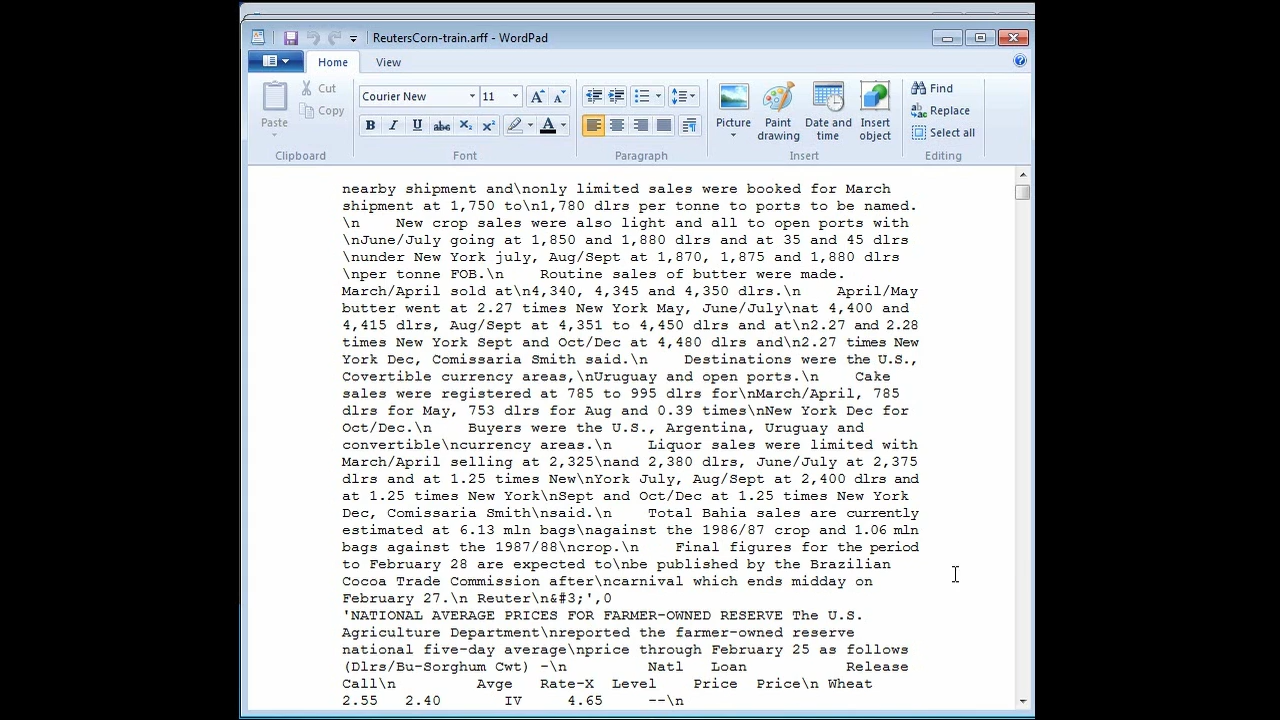 ReutersCorn-train.arff - WordPad
Home View
Cut
Copy
Paste
Clipboard
Courier New 11
Font
Paragraph
Picture
Paint drawing
Date and time
Insert object
Insert
Find
Replace
Select all
Editing
nearby shipment and\nonly limited sales were booked for March
shipment at 1,750 to\n1,780 dlrs per tonne to ports to be named.
\n    New crop sales were also light and all to open ports with
\nJune/July going at 1,850 and 1,880 dlrs and at 35 and 45 dlrs
\nunder New York july, Aug/Sept at 1,870, 1,875 and 1,880 dlrs
\nper tonne FOB.\n    Routine sales of butter were made.
March/April sold at\n4,340, 4,345 and 4,350 dlrs.\n    April/May
butter went at 2.27 times New York May, June/July\nat 4,400 and
4,415 dlrs, Aug/Sept at 4,351 to 4,450 dlrs and at\n2.27 and 2.28
times New York Sept and Oct/Dec at 4,480 dlrs and\n2.27 times New
York Dec, Comissaria Smith said.\n    Destinations were the U.S.,
Covertible currency areas,\nUruguay and open ports.\n    Cake
sales were registered at 785 to 995 dlrs for\nMarch/April, 785
dlrs for May, 753 dlrs for Aug and 0.39 times\nNew York Dec for
Oct/Dec.\n    Buyers were the U.S., Argentina, Uruguay and
convertible\ncurrency areas.\n    Liquor sales were limited with
March/April selling at 2,325\nand 2,380 dlrs, June/July at 2,375
dlrs and at 1.25 times New\nYork July, Aug/Sept at 2,400 dlrs and
at 1.25 times New York\nSept and Oct/Dec at 1.25 times New York
Dec, Comissaria Smith\nsaid.\n    Total Bahia sales are currently
estimated at 6.13 mln bags\nagainst the 1986/87 crop and 1.06 mln
bags against the 1987/88\ncrop.\n    Final figures for the period
to February 28 are expected to\nbe published by the Brazilian
Cocoa Trade Commission after\ncarnival which ends midday on
February 27.\n Reuter\n&#3;',0
'NATIONAL AVERAGE PRICES FOR FARMER-OWNED RESERVE The U.S.
Agriculture Department\nreported the farmer-owned reserve
national five-day average\nprice through February 25 as follows
(Dlrs/Bu-Sorghum Cwt) -\n         Natl   Loan           Release
Call\n         Avge   Rate-X  Level    Price  Price\n Wheat
2.55   2.40       IV     4.65     --\n